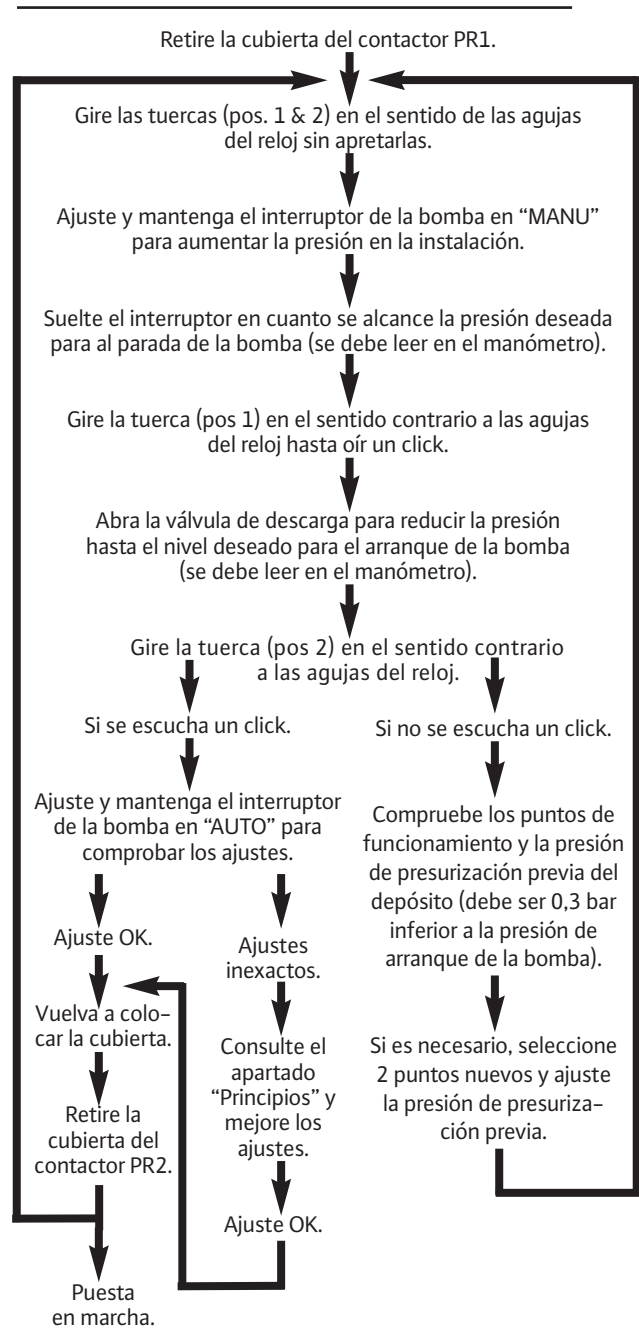 Retire la cubierta del contactor PR1.
Gire las tuercas (pos. 1 & 2) en el sentido de las agujas
del reloj sin apretarlas.
Ajuste y mantenga el interruptor de la bomba en “MANU”
para aumentar la presión en la instalación.
Suelte el interruptor en cuanto se alcance la presión deseada
para al parada de la bomba (se debe leer en el manómetro).
Gire la tuerca (pos 1) en el sentido contrario a las agujas
del reloj hasta oír un click.
Abra la válvula de descarga para reducir la presión
hasta el nivel deseado para el arranque de la bomba
(se debe leer en el manómetro).
Gire la tuerca (pos 2) en el sentido contrario
a las agujas del reloj.
Si se escucha un click.
Ajuste y mantenga el interruptor
de la bomba en “AUTO” para
comprobar los ajustes.
Ajuste OK.
Vuelva a colo-
car la cubierta.
Retire la
cubierta del
contactor PR2.
Puesta
en marcha.
Ajustes
inexactos.
Consulte el
apartado
“Principios” y
mejore los
ajustes.
Ajuste OK.
Si no se escucha un click.
Compruebe los puntos de
funcionamiento y la presión
de presurización previa del
depósito (debe ser 0,3 bar
inferior a la presión de
arranque de la bomba).
Si es necesario, seleccione
2 puntos nuevos y ajuste
la presión de presuriza-
ción previa.